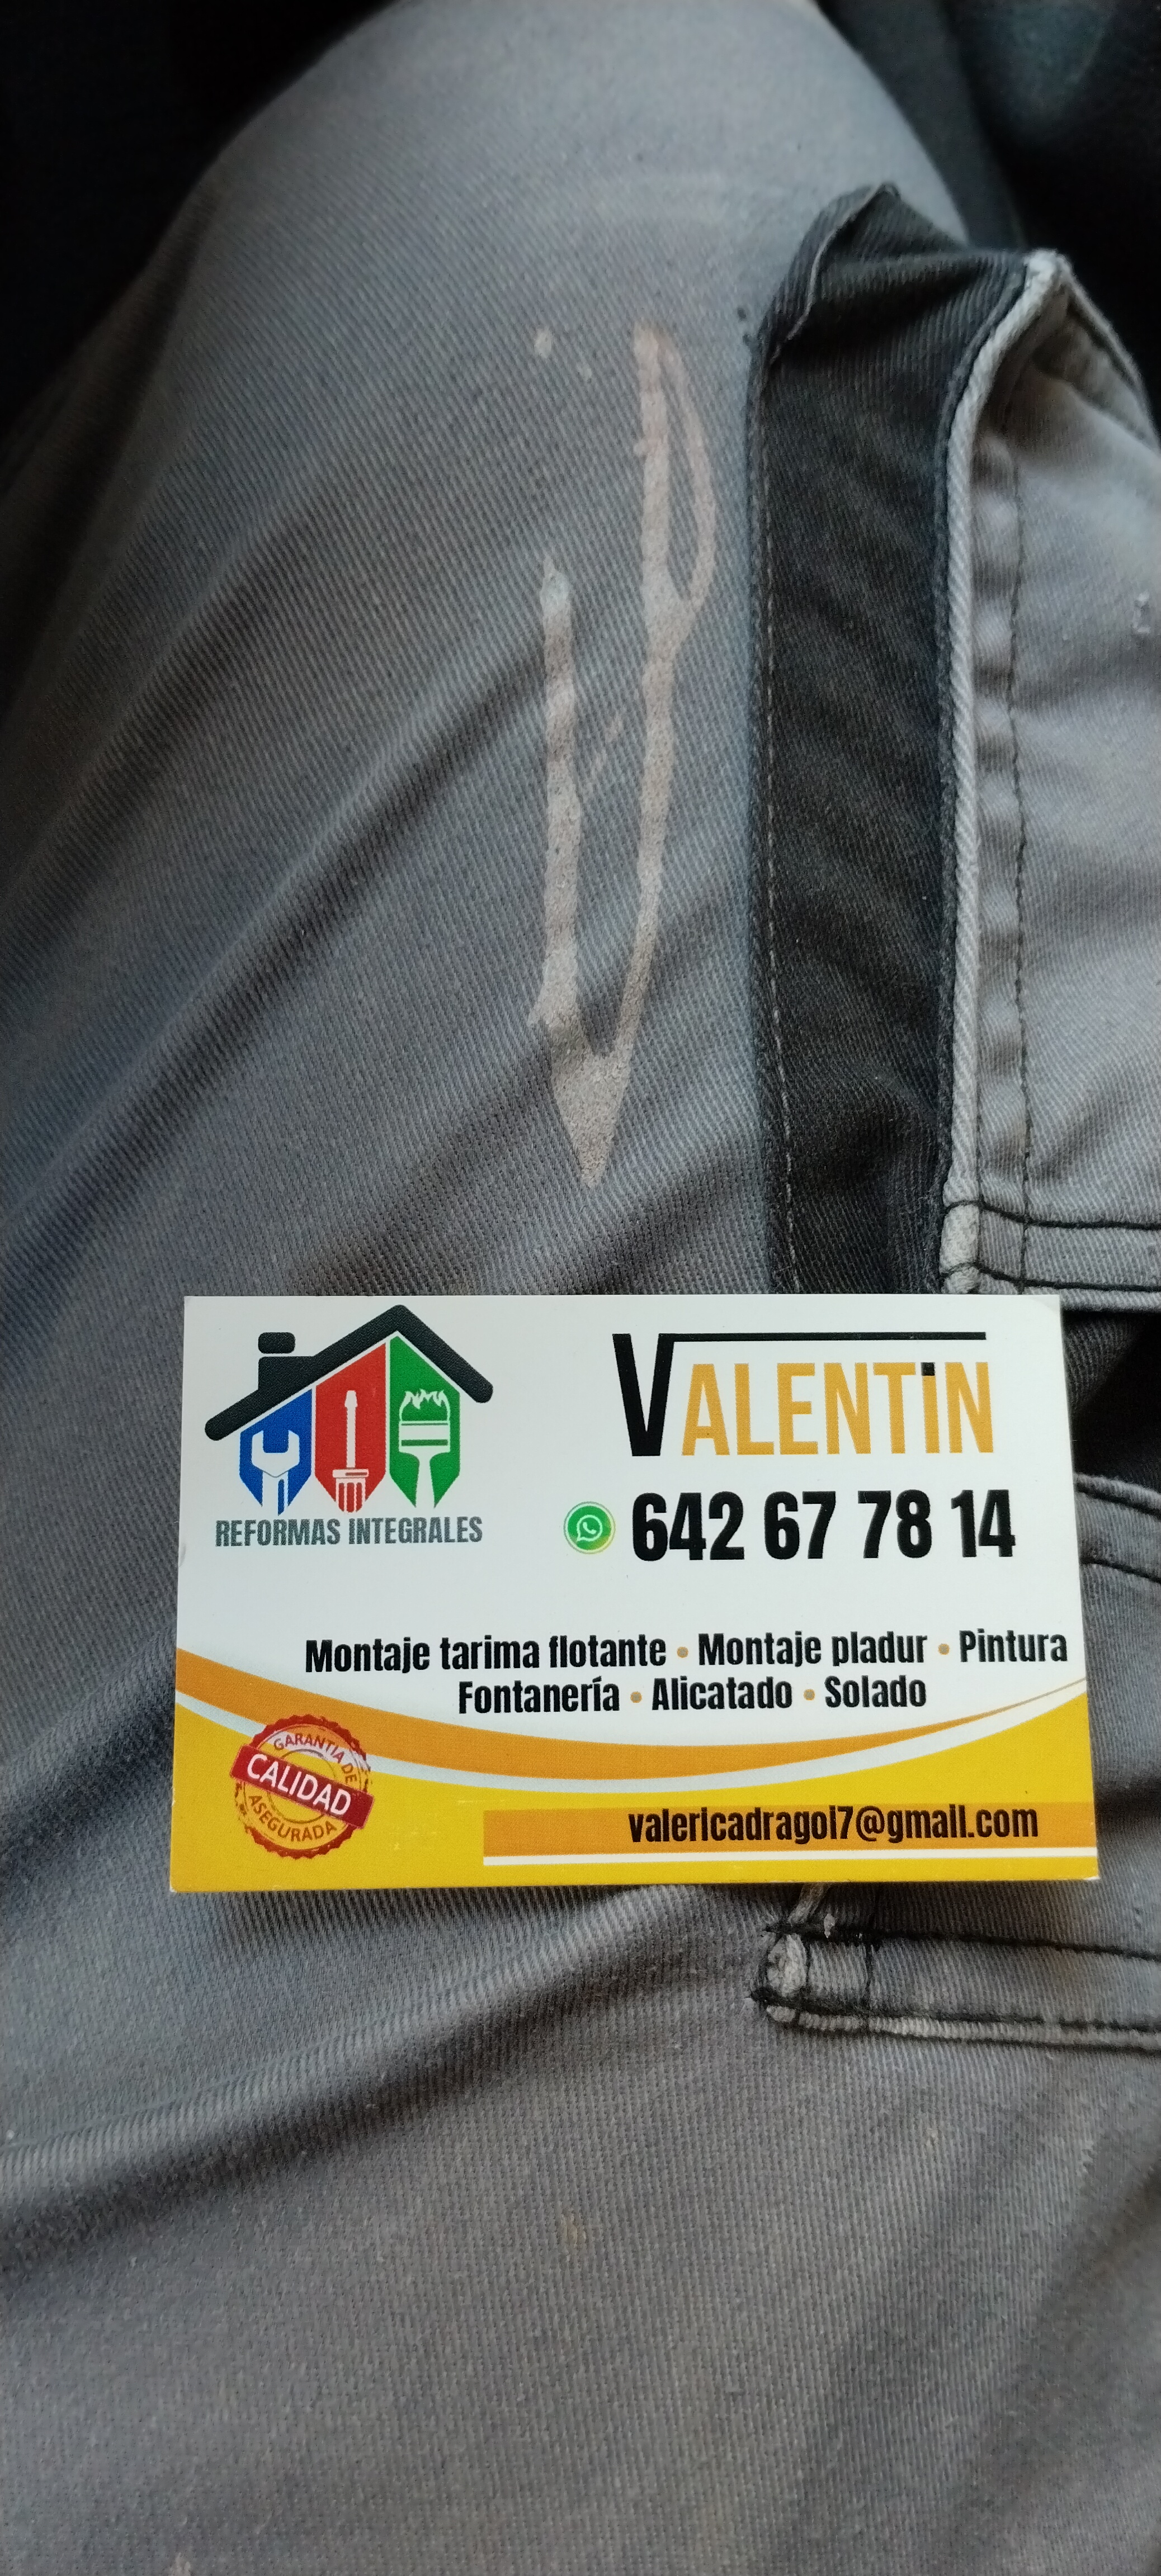 VALENTiN
642 67 78 14
REFORMAS INTEGRALES
Montaje tarima flotante • Montaje pladur • Pintura
Fontanería • Alicatado • Solado
GARANTIA DE
CALIDAD
ASEGURADA
valericadragoi7@gmail.com